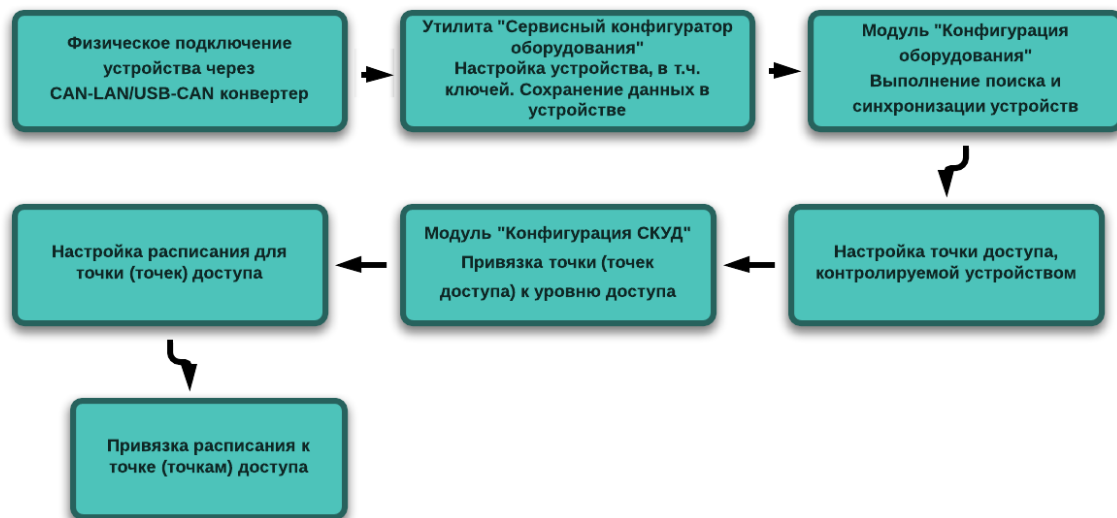 Физическое подключение
устройства через
CAN-LAN/USB-CAN конвертер
Утилита "Сервисный конфигуратор
оборудования"
Настройка устройства, в т.ч.
ключей. Сохранение данных в
устройстве
Модуль "Конфигурация
оборудования"
Выполнение поиска и
синхронизации устройств
Настройка точки доступа,
контролируемой устройством
Модуль "Конфигурация СКУД"
Привязка точки (точек
доступа) к уровню доступа
Настройка расписания для
точки (точек) доступа
Привязка расписания к
точке (точкам) доступа